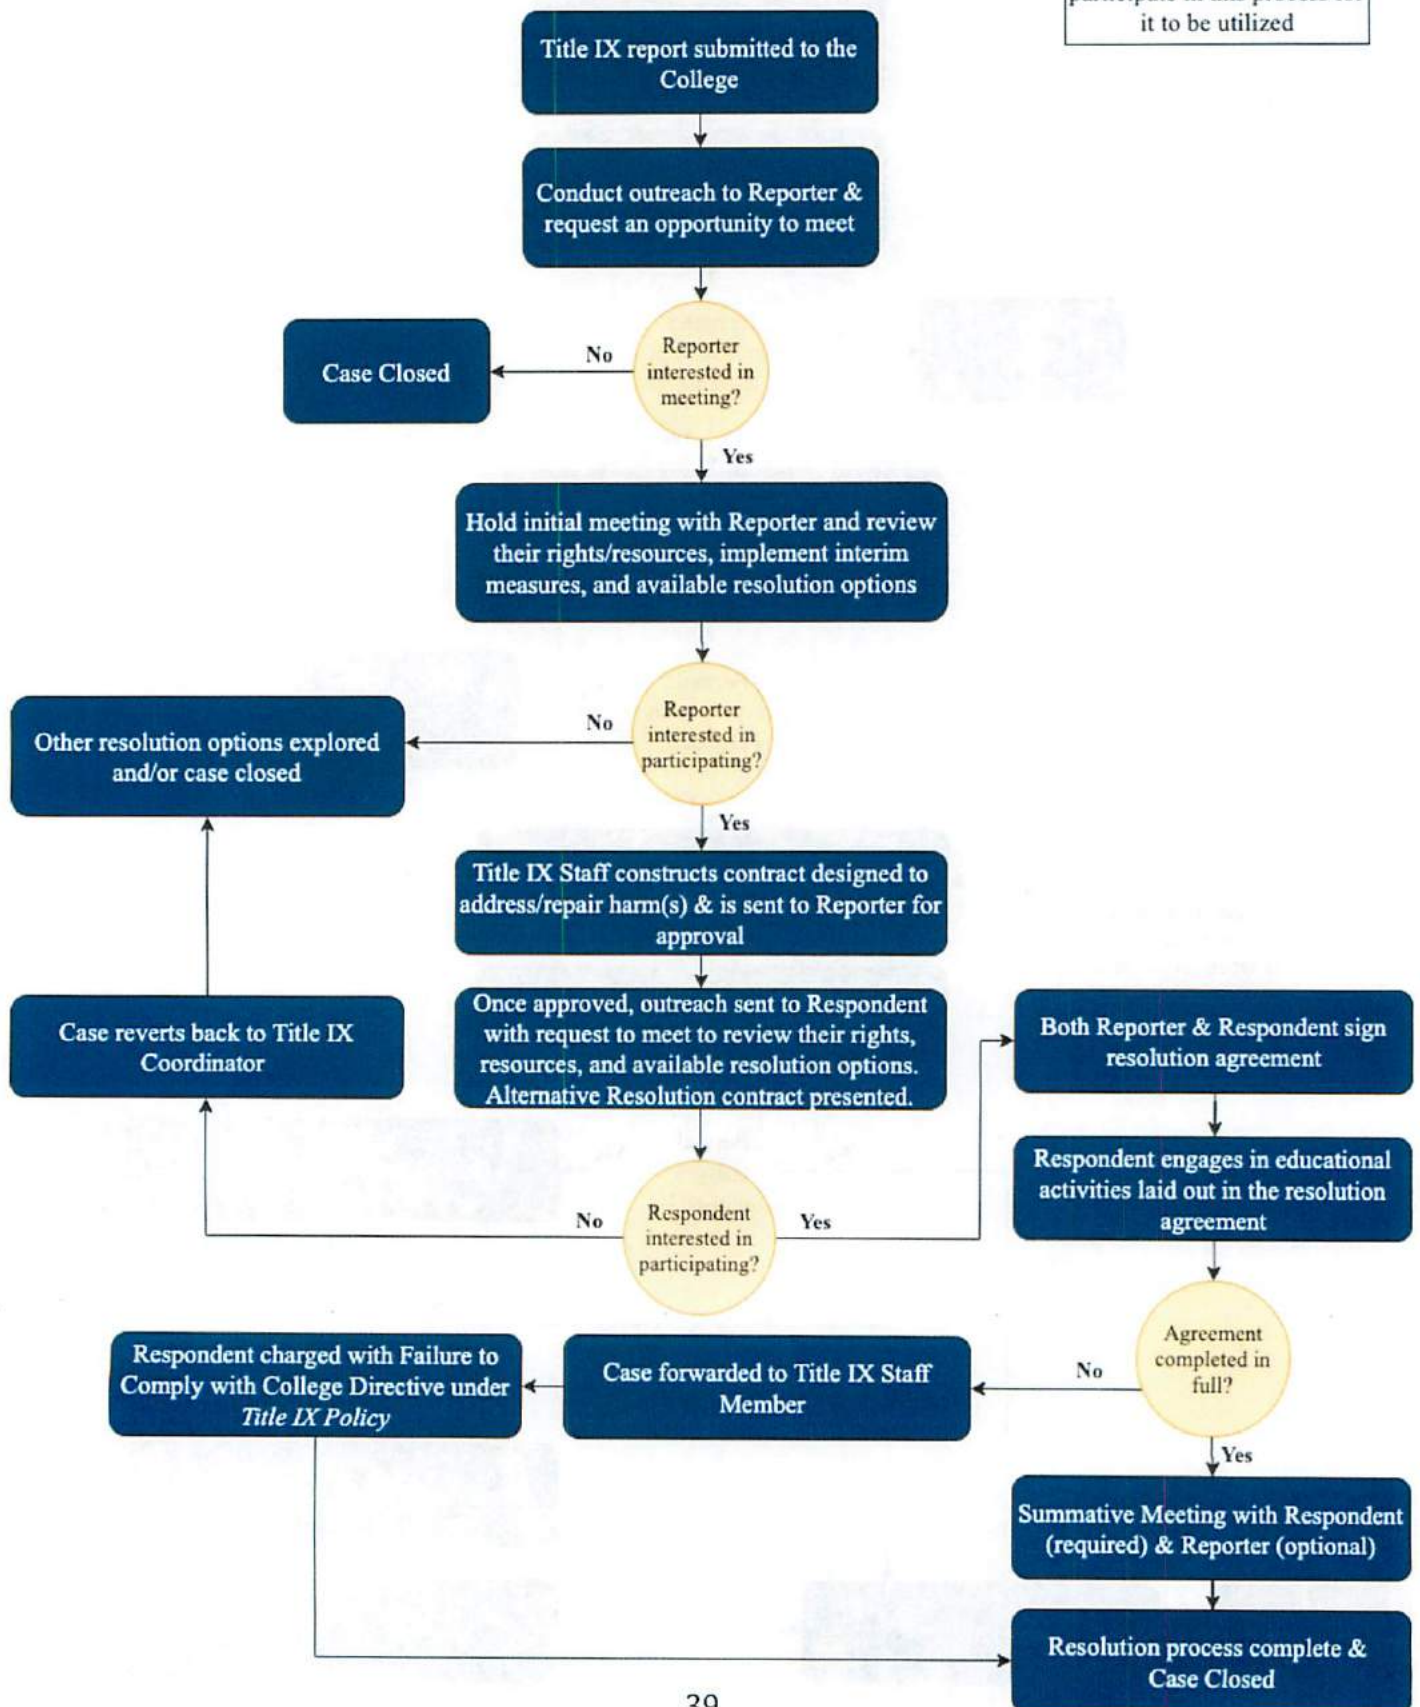 it to be utilized
Title IX report submitted to the
College
Conduct outreach to Reporter &
request an opportunity to meet
Reporter
interested in
meeting?
No
Case Closed
Yes
Hold initial meeting with Reporter and review
their rights/resources, implement interim
measures, and available resolution options
Reporter
interested in
participating?
No
Other resolution options explored
and/or case closed
Yes
Title IX Staff constructs contract designed to
address/repair harm(s) & is sent to Reporter for
approval
Once approved, outreach sent to Respondent
with request to meet to review their rights,
resources, and available resolution options.
Alternative Resolution contract presented.
Case reverts back to Title IX
Coordinator
Both Reporter & Respondent sign
resolution agreement
Respondent engages in educational
activities laid out in the resolution
agreement
Respondent
interested in
participating?
No
Yes
Agreement
completed in
full?
No
Case forwarded to Title IX Staff
Member
Respondent charged with Failure to
Comply with College Directive under
Title IX Policy
Yes
Summative Meeting with Respondent
(required) & Reporter (optional)
Resolution process complete &
Case Closed
39